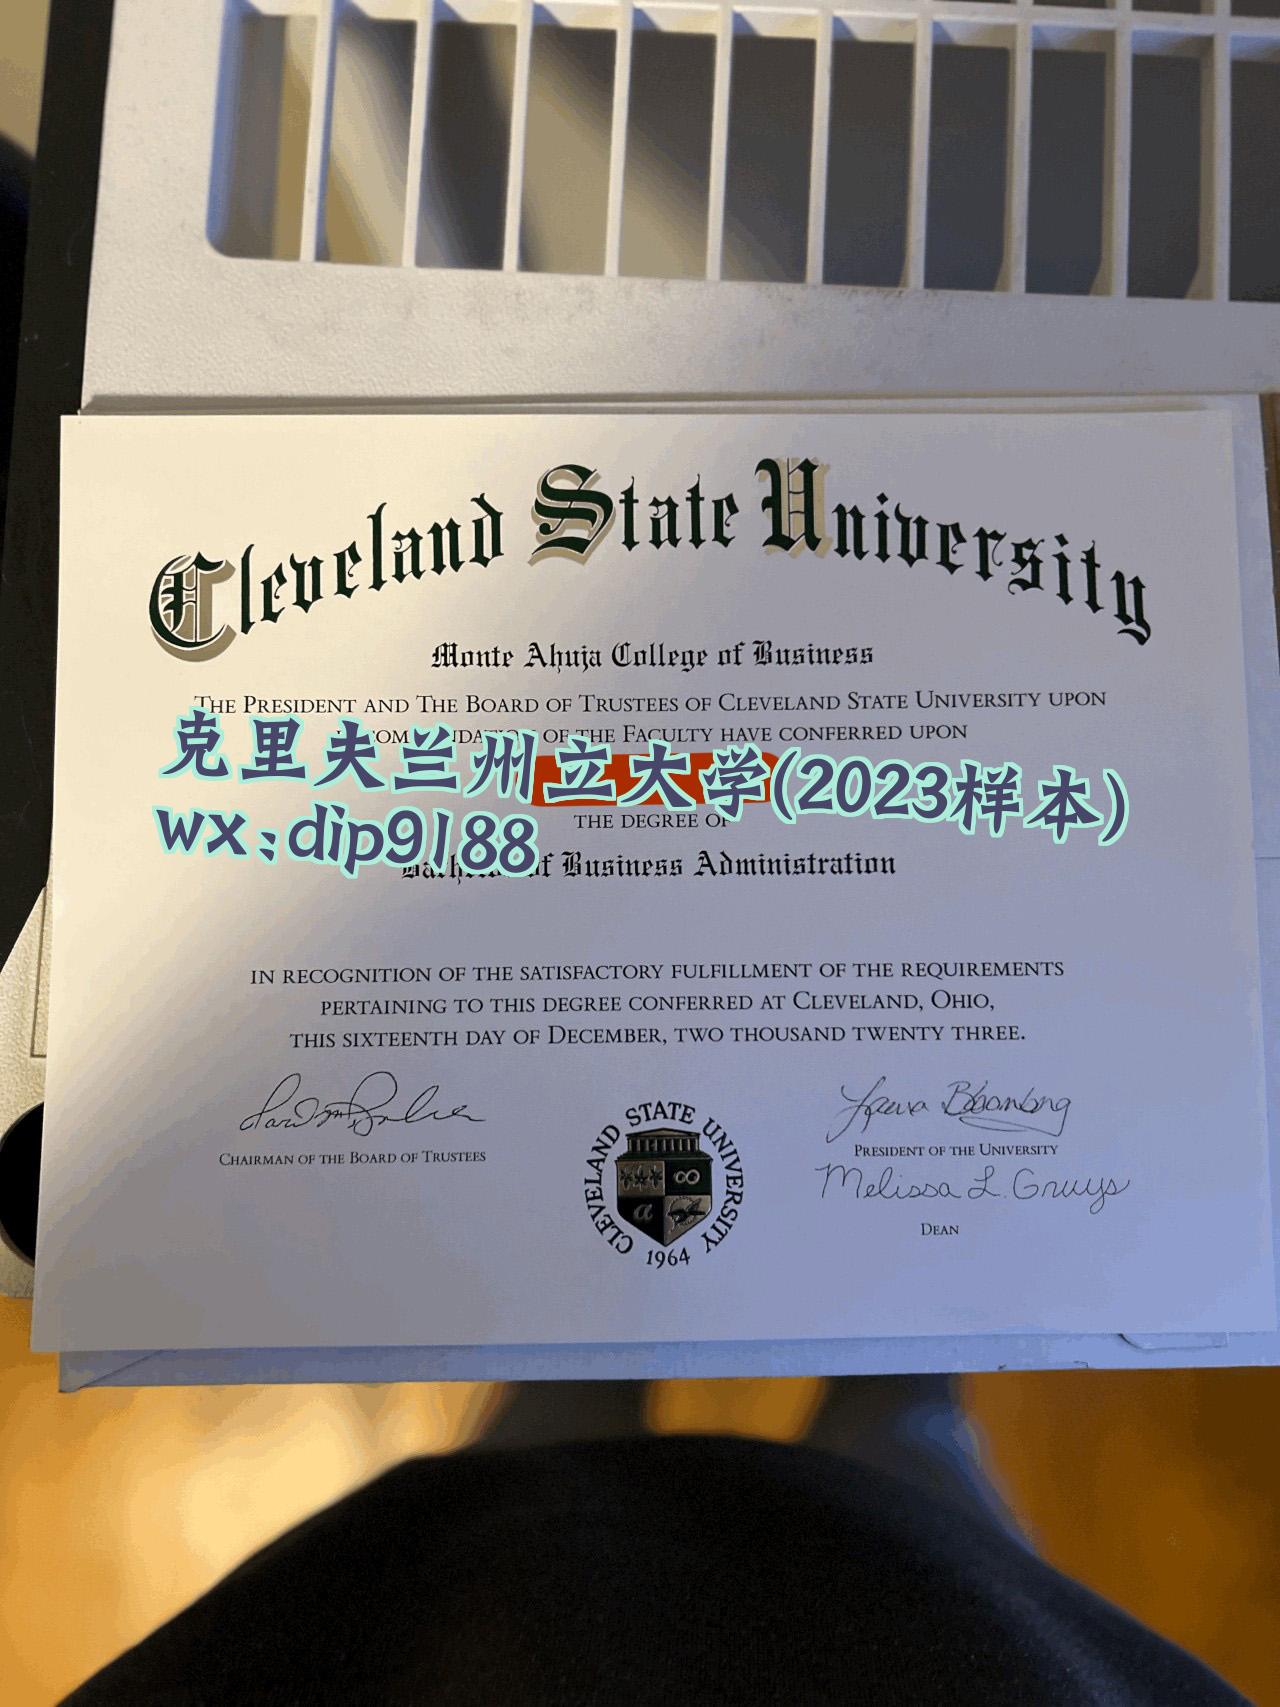 Cleveland State University
Monte Ahuja College of Business
THE PRESIDENT AND THE BOARD OF TRUSTEES OF CLEVELAND STATE UNIVERSITY UPON
OF THE FACULTY HAVE CONFERRED UPON
克里夫兰州立大学(2023样本)
wx:dip9188
THE DEGREE OF
Bachelor of Business Administration
IN RECOGNITION OF THE SATISFACTORY FULFILLMENT OF THE REQUIREMENTS
PERTAINING TO THIS DEGREE CONFERRED AT CLEVELAND, OHIO,
THIS SIXTEENTH DAY OF DECEMBER, TWO THOUSAND TWENTY THREE.
CHAIRMAN OF THE BOARD OF TRUSTEES
CLEVELAND STATE UNIVERSITY
1964
Laura Bloomberg
PRESIDENT OF THE UNIVERSITY
Melissa L. Gruys
DEAN